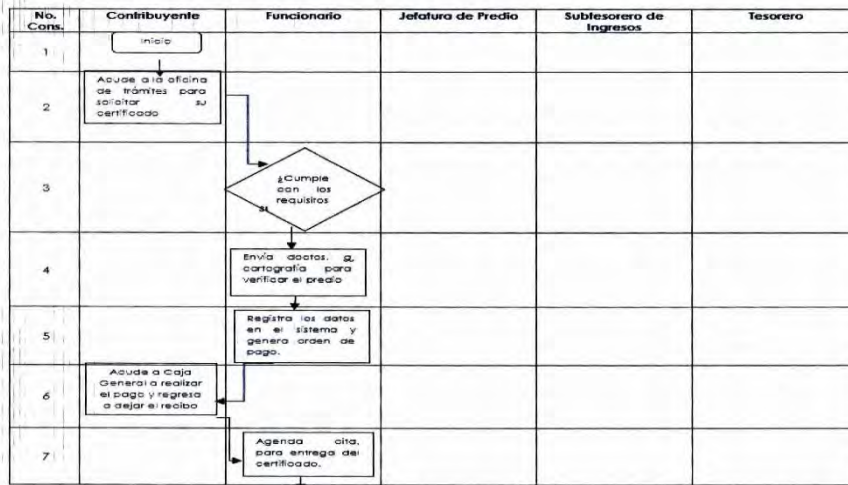 No. Cons.
Contribuyente
Funcionario
Jefatura de Predio
Subtesorero de Ingresos
Tesorero
1
Inicio
2
Acude a la oficina
de trámites para
solicitar su
certificado
3
¿Cumple
con los
requisitos
SI
4
Envía doctos. a
cartografía para
verificar el predio
5
Registra los datos
en el sistema y
genera orden de
pago.
6
Acude a Caja
General a realizar
el pago y regresa
a dejar el recibo
7
Agenda cita,
para entrega del
certificado.